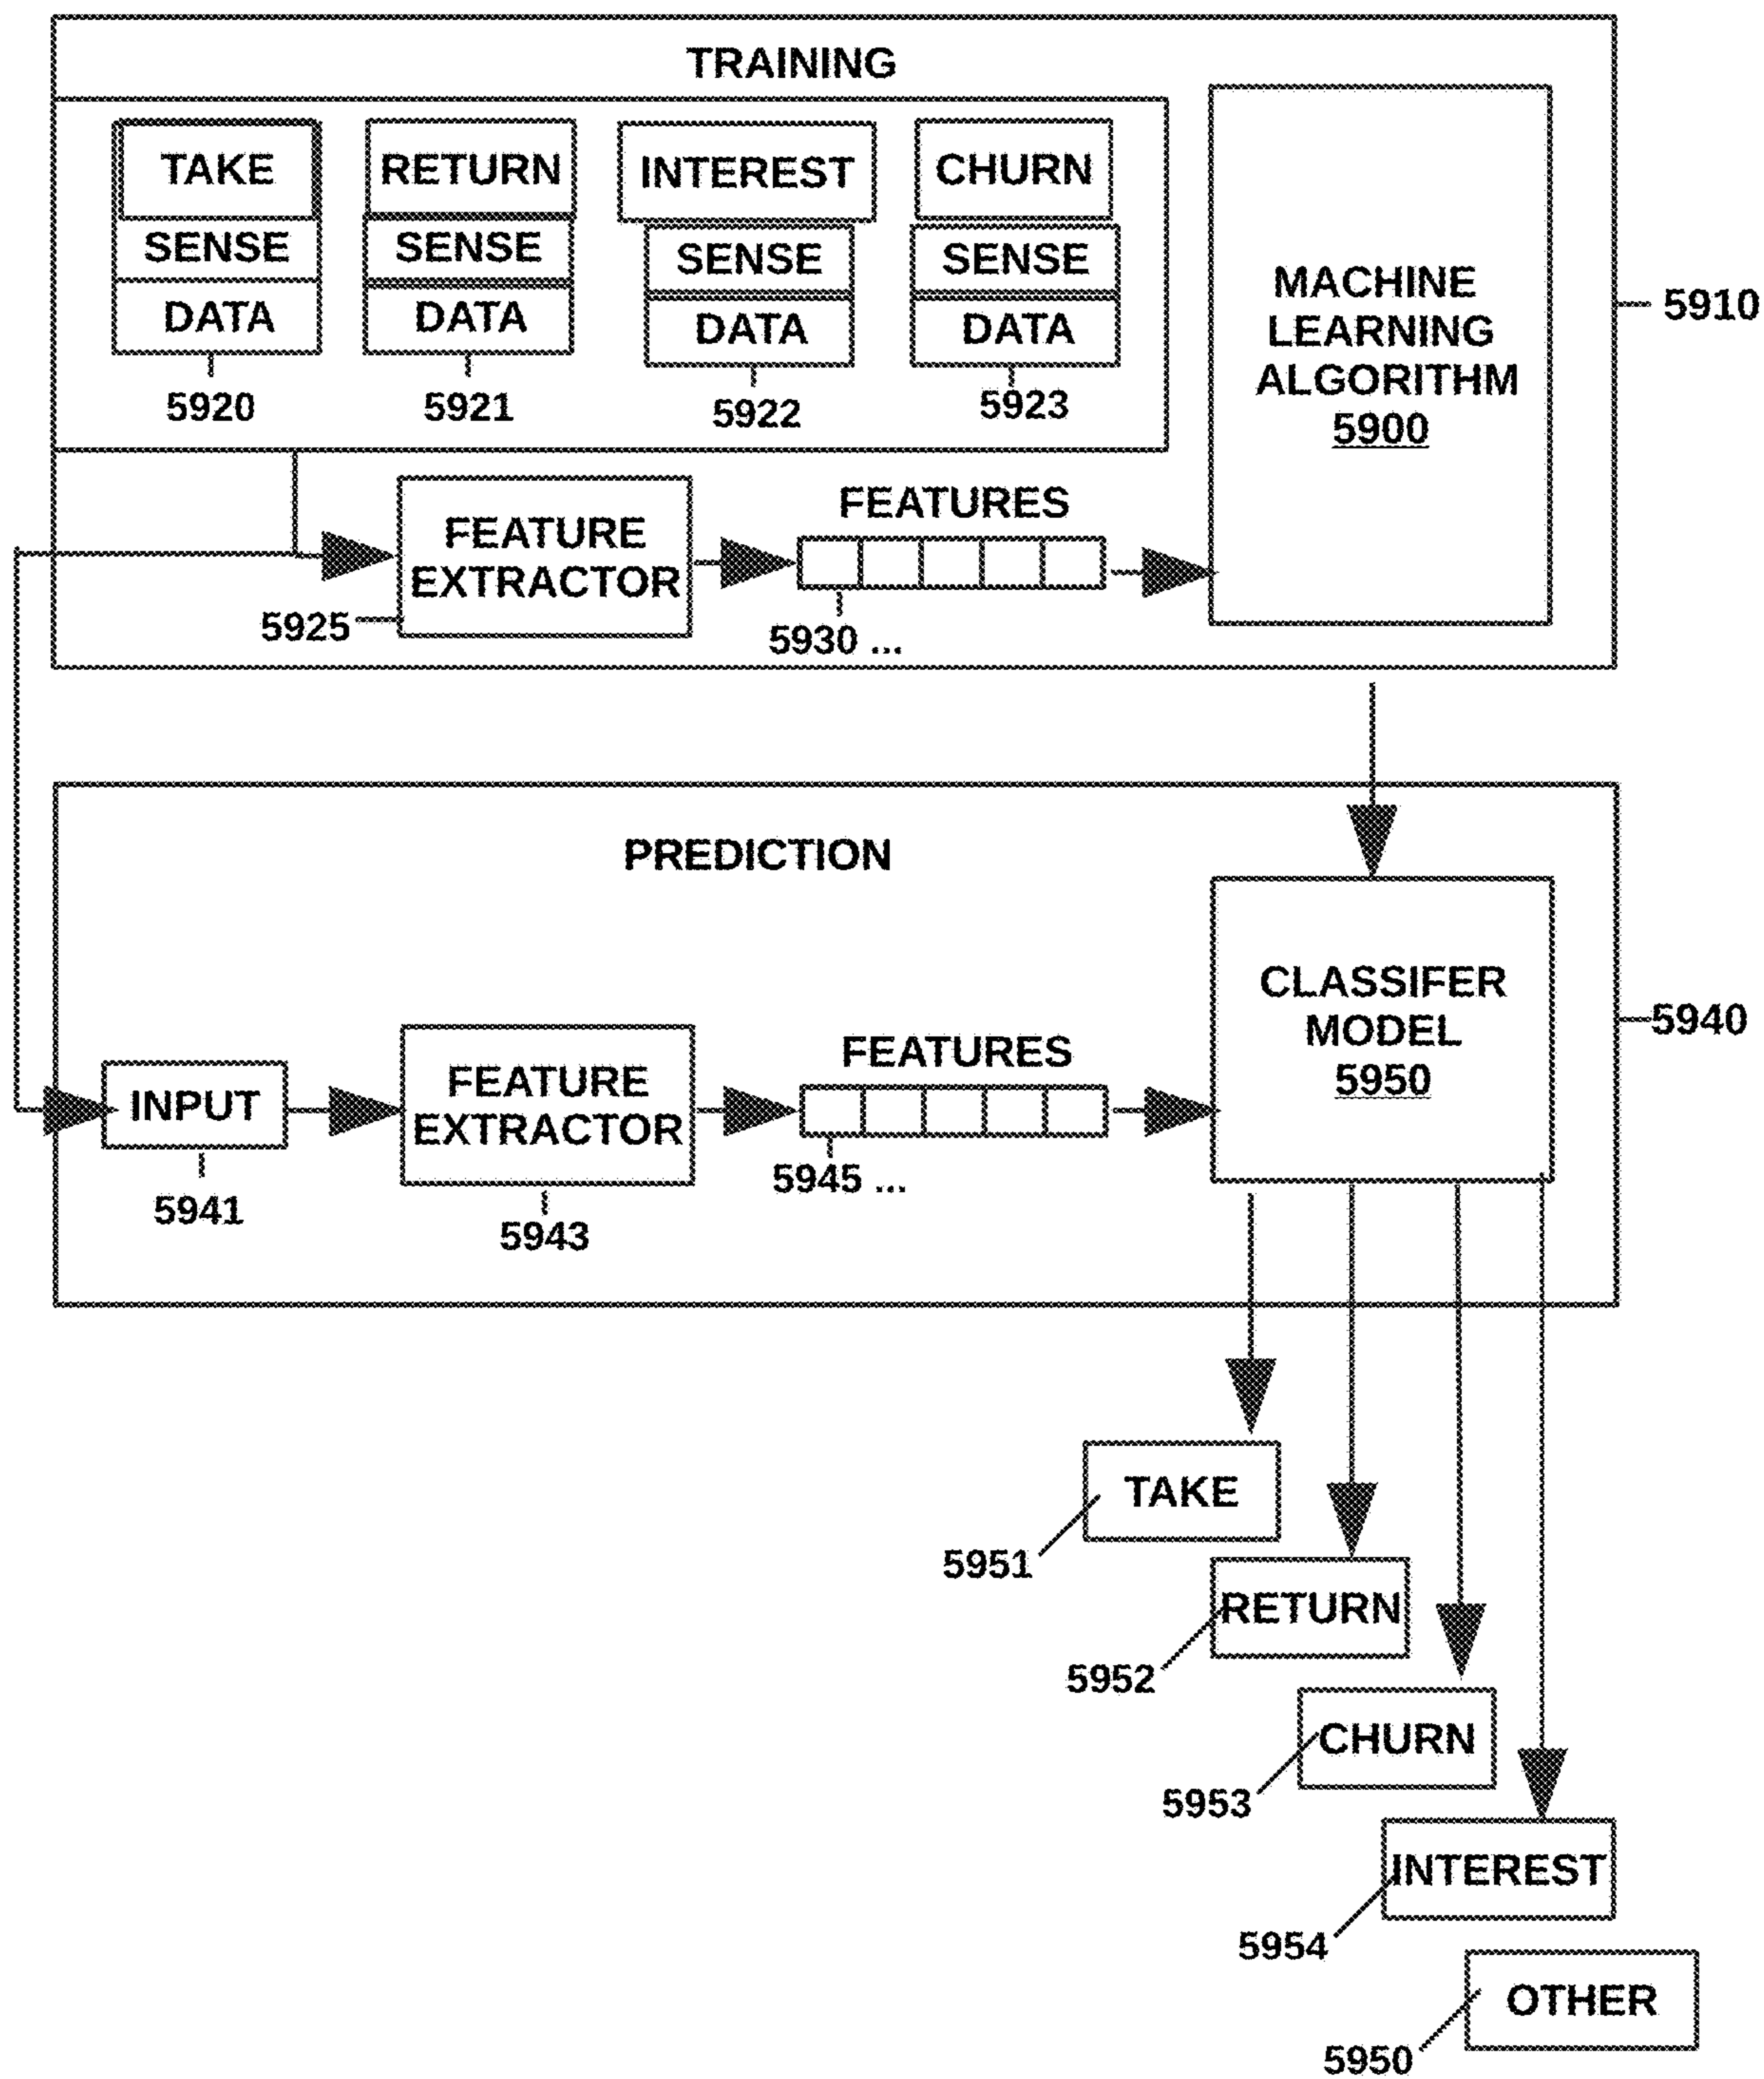 TRAINING
TAKE
SENSE
DATA
5920
RETURN
SENSE
DATA
5921
INTEREST
SENSE
DATA
5922
CHURN
SENSE
DATA
5923
MACHINE
LEARNING
ALGORITHM
5900
5910
FEATURE
EXTRACTOR
5925
FEATURES
5930 ...
PREDICTION
CLASSIFER
MODEL
5950
5940
INPUT
5941
FEATURE
EXTRACTOR
5943
FEATURES
5945 ...
TAKE
5951
RETURN
5952
CHURN
5953
INTEREST
5954
OTHER
5950